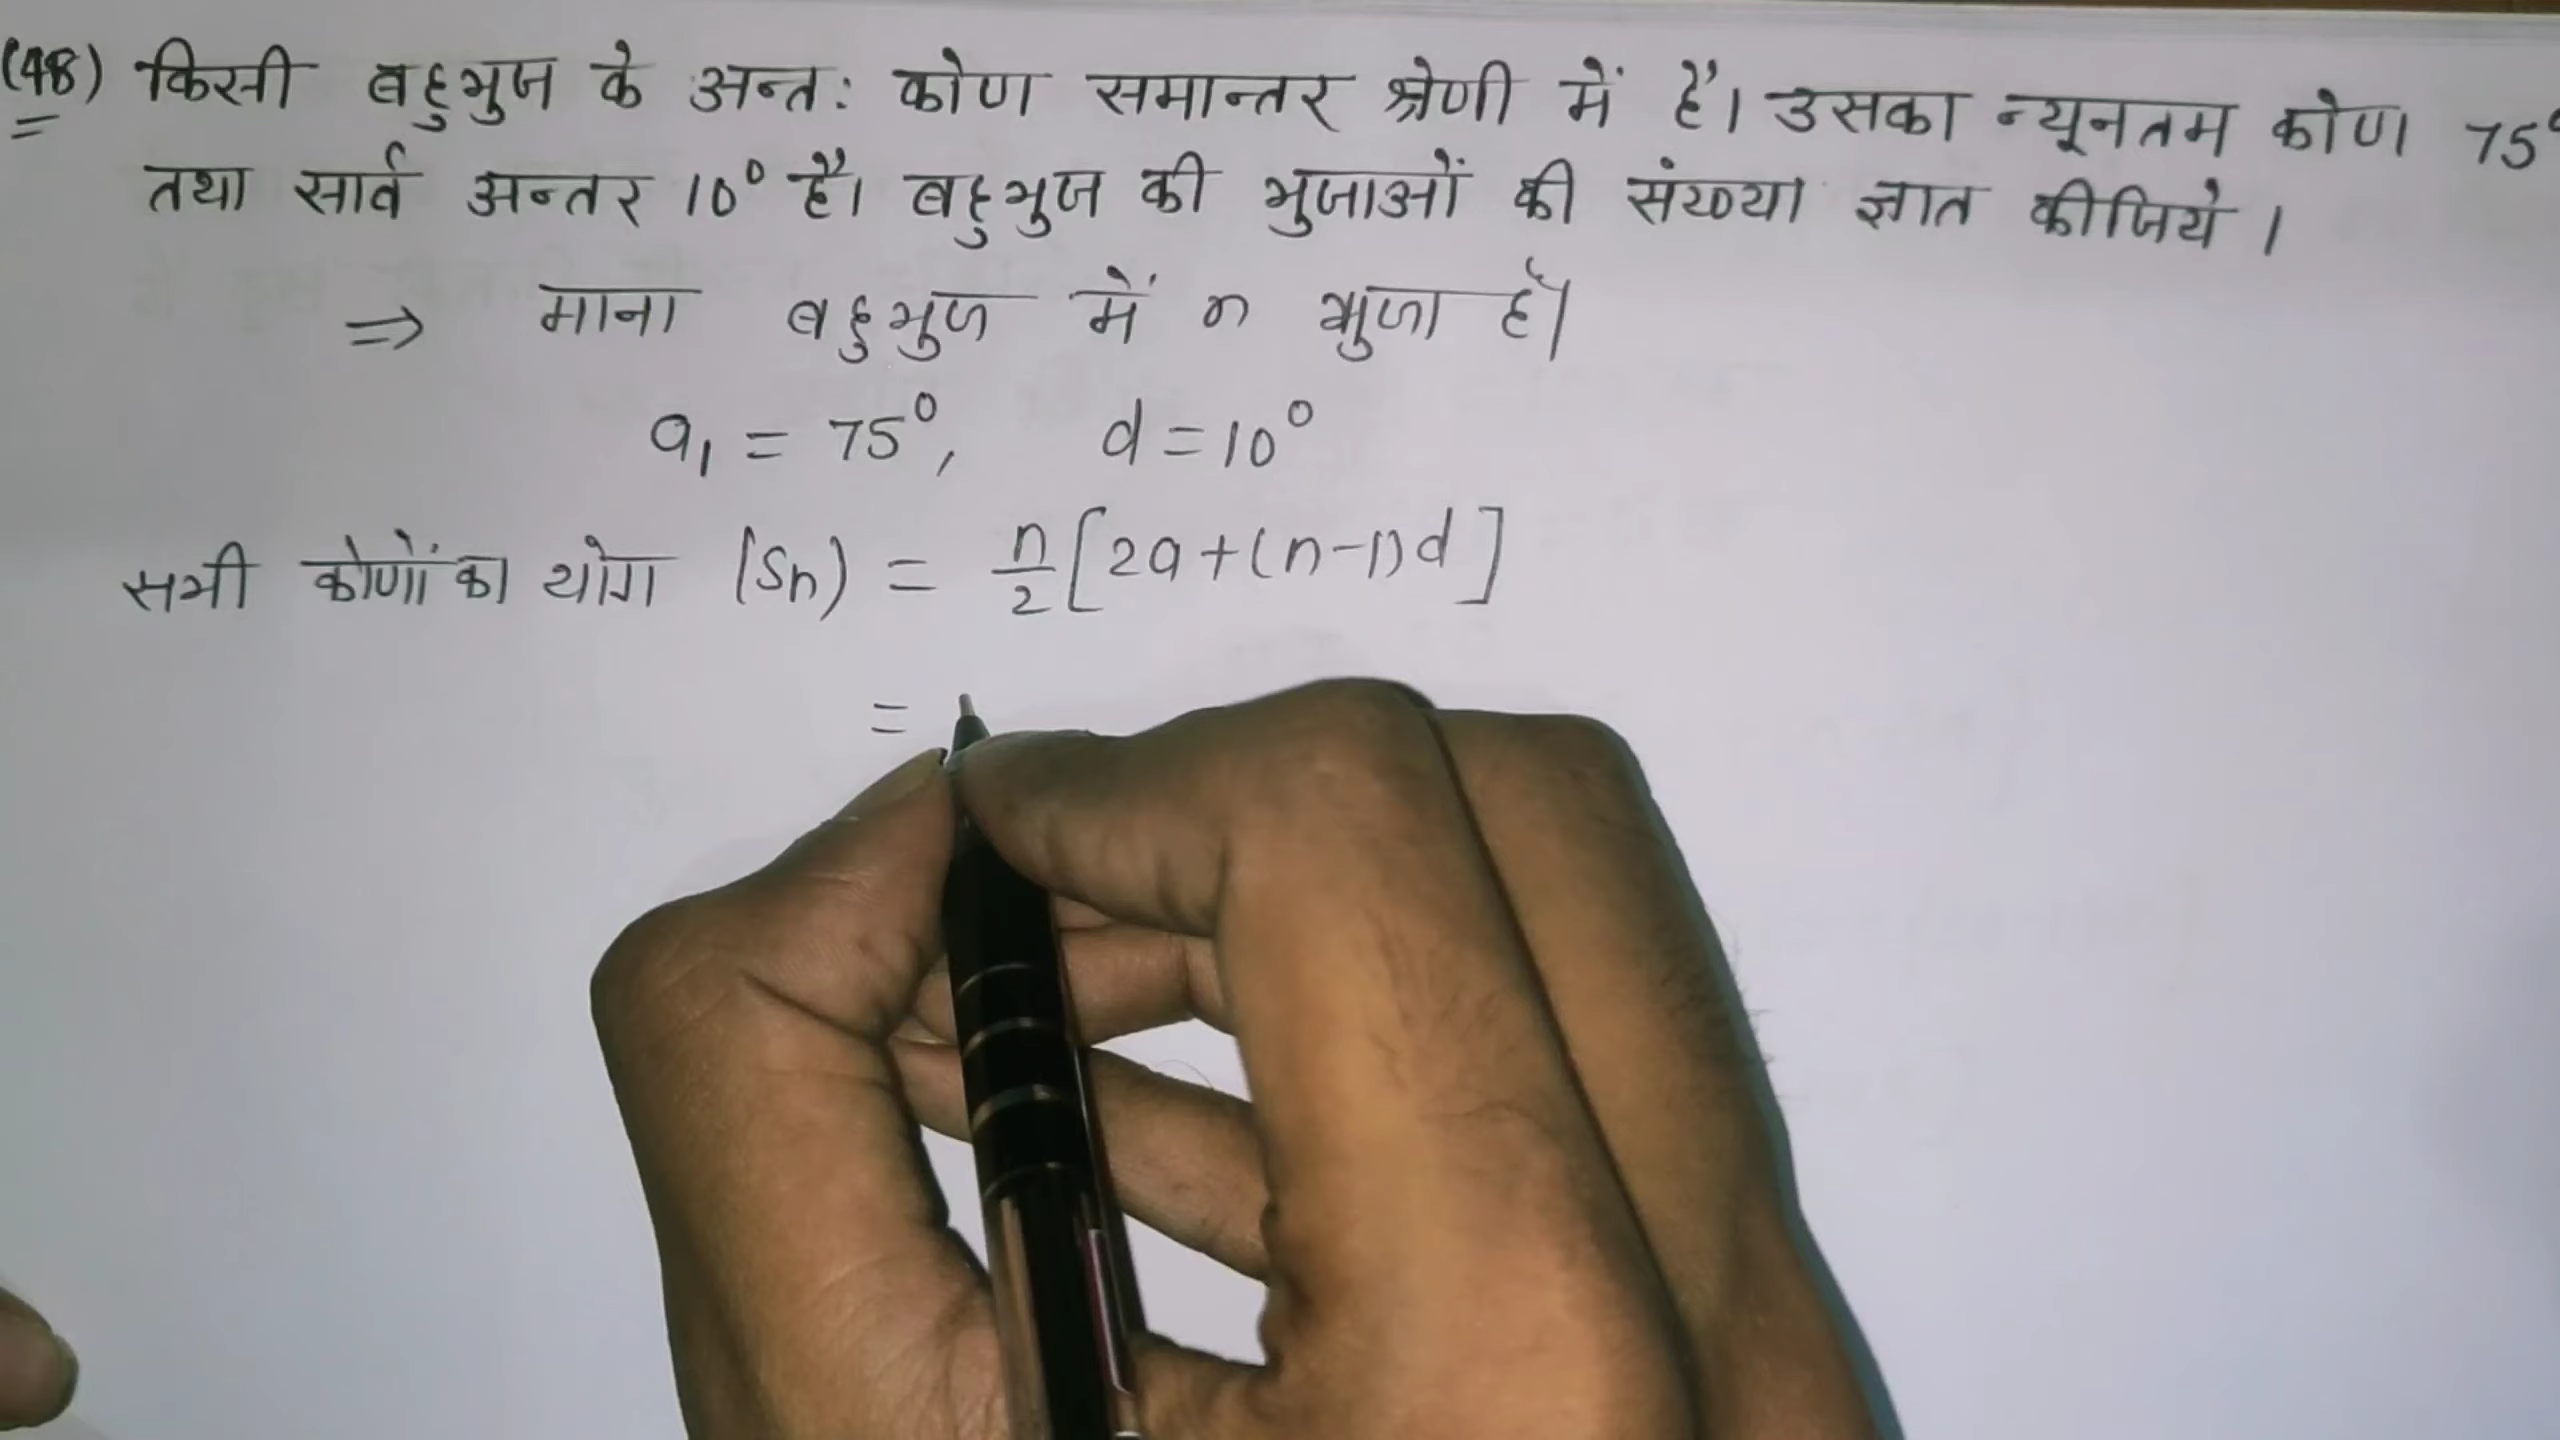 (48) किसी बहुभुज के अन्त: कोण समान्तर श्रेणी में हैं। उसका न्यूनतम कोण 75°
तथा सार्व अन्तर 10° है। बहुभुज की भुजाओं की संख्या ज्ञात कीजिये।
⇒ माना बहुभुज में n भुजा है।
a₁ = 75°, d = 10°
सभी कोणों का योग (Sn) = n/2 [2a + (n-1)d]
=